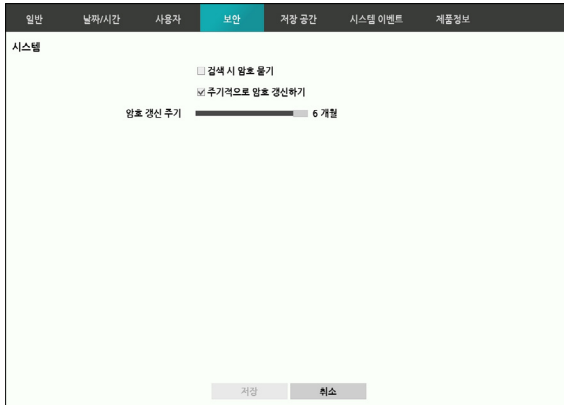 일반 날짜/시간 사용자 보안 저장 공간 시스템 이벤트 제품정보
시스템
검색 시 암호 묻기
주기적으로 암호 갱신하기
암호 갱신 주기 6 개월
저장 취소